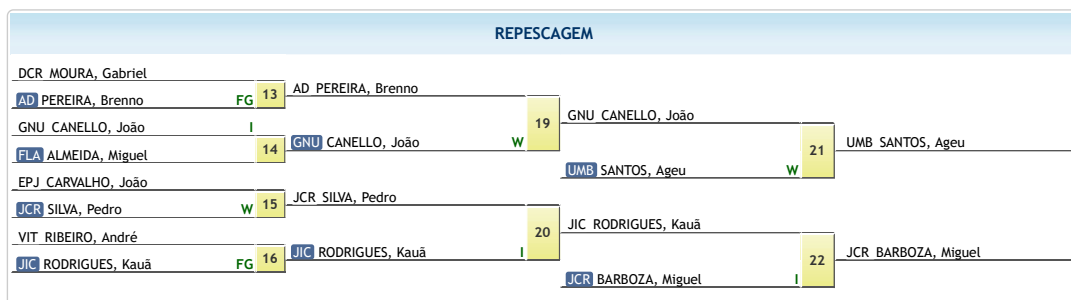 REPESCAGEM
DCR MOURA, Gabriel
AD PEREIRA, Brenno FG
13
AD PEREIRA, Brenno
GNU CANELLO, João I
FLA ALMEIDA, Miguel
14
GNU CANELLO, João W
19
GNU CANELLO, João
EPJ CARVALHO, João
JCR SILVA, Pedro W
15
JCR SILVA, Pedro
VIT RIBEIRO, André
JIC RODRIGUES, Kauã FG
16
JIC RODRIGUES, Kauã I
20
JIC RODRIGUES, Kauã
UMB SANTOS, Ageu W
21
UMB SANTOS, Ageu
JCR BARBOZA, Miguel I
22
JCR BARBOZA, Miguel